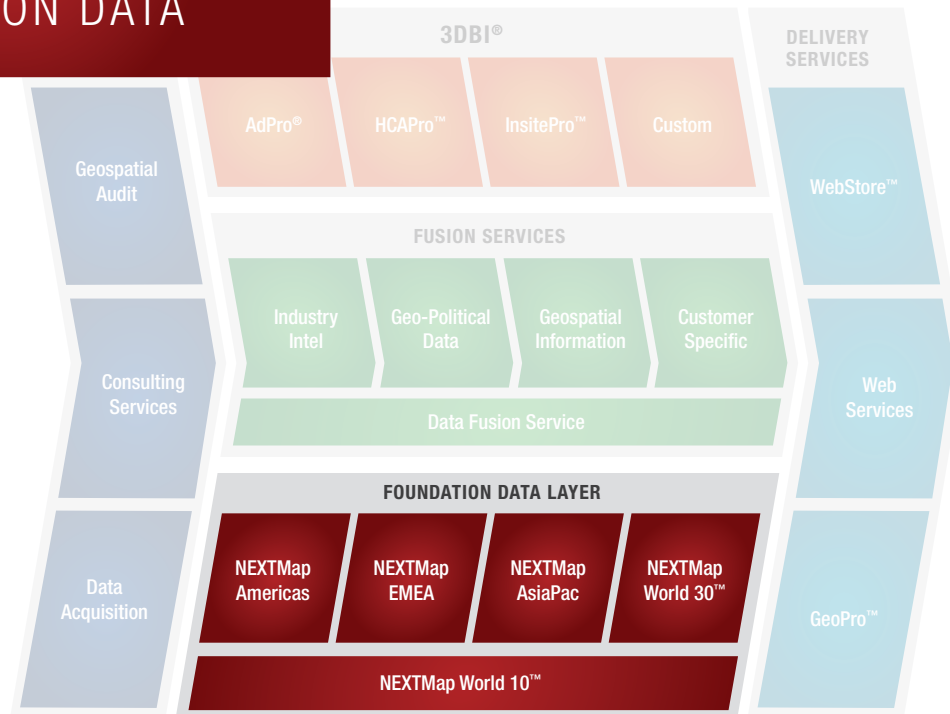 ON DATA
3DBI®
DELIVERY
SERVICES
AdPro®
HCAPro™
InsitePro™
Custom
Geospatial
Audit
WebStore™
FUSION SERVICES
Industry
Intel
Geo-Political
Data
Geospatial
Information
Customer
Specific
Consulting
Services
Web
Services
Data Fusion Service
FOUNDATION DATA LAYER
NEXTMap
Americas
NEXTMap
EMEA
NEXTMap
AsiaPac
NEXTMap
World 30™
Data
Acquisition
GeoPro™
NEXTMap World 10™